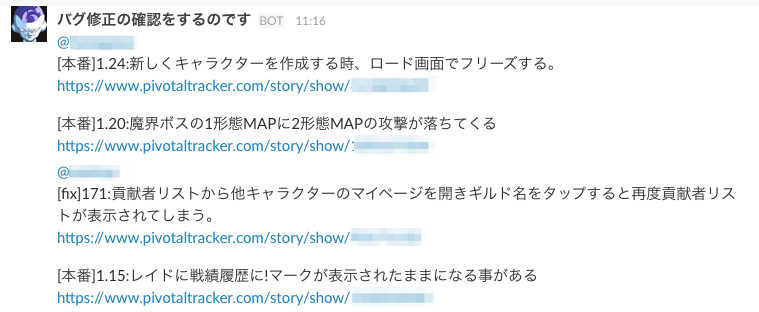 バグ修正の確認をするのです BOT 11:16
@
[本番]1.24:新しくキャラクターを作成する時、ロード画面でフリーズする。
https://www.pivotaltracker.com/story/show/
[本番]1.20:魔界ボスの1形態MAPに2形態MAPの攻撃が落ちてくる
https://www.pivotaltracker.com/story/show/
@
[fix]171:貢献者リストから他キャラクターのマイページを開きギルド名をタップすると再度貢献者リス
トが表示されてしまう。
https://www.pivotaltracker.com/story/show/
[本番]1.15:レイドに戦績履歴に!マークが表示されたままになる事がある
https://www.pivotaltracker.com/story/show/